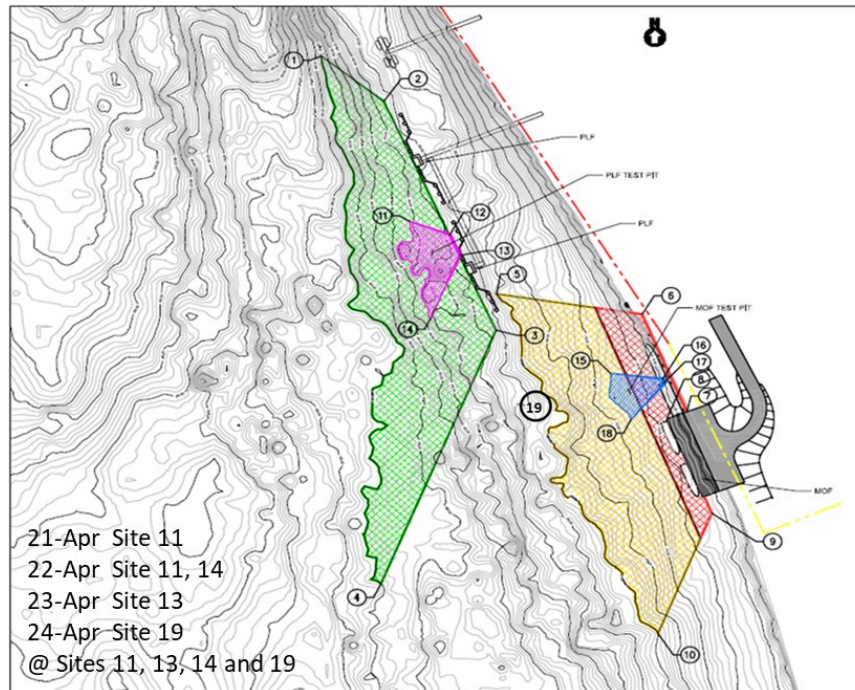 N
1
2
PLF
PLF TEST PIT
11
12
PLF
13
5
6
MOF TEST PIT
14
3
16
15
17
8
7
19
18
MOF
9
21-Apr Site 11
22-Apr Site 11, 14
23-Apr Site 13
24-Apr Site 19
@ Sites 11, 13, 14 and 19
4
10